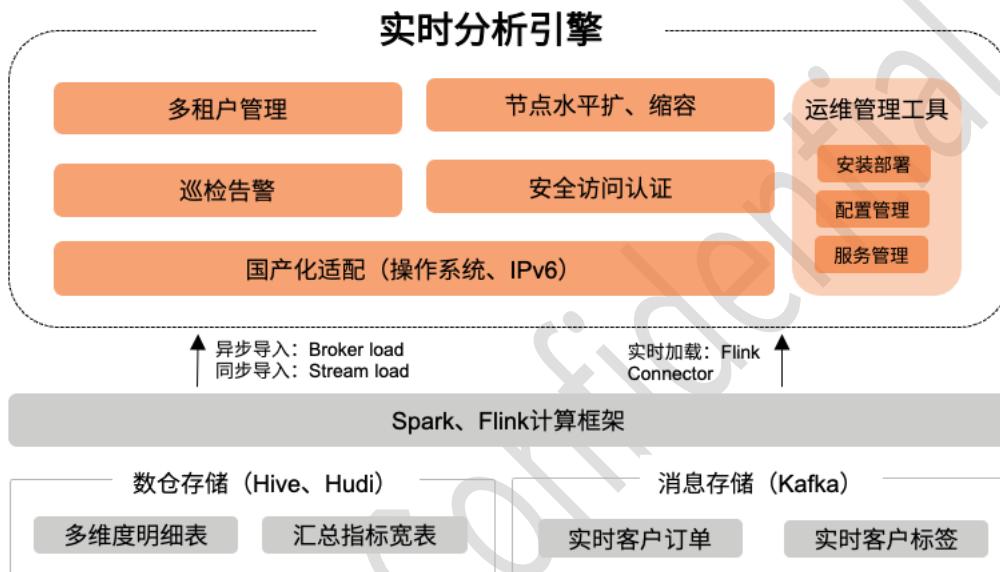 实时分析引擎
多租户管理
节点水平扩、缩容
运维管理工具
巡检告警
安全访问认证
安装部署
配置管理
服务管理
国产化适配（操作系统、IPv6）
异步导入：Broker load
同步导入：Stream load
实时加载：Flink
Connector
Spark、Flink计算框架
数仓存储（Hive、Hudi）
消息存储（Kafka）
多维度明细表
汇总指标宽表
实时客户订单
实时客户标签
Confidential